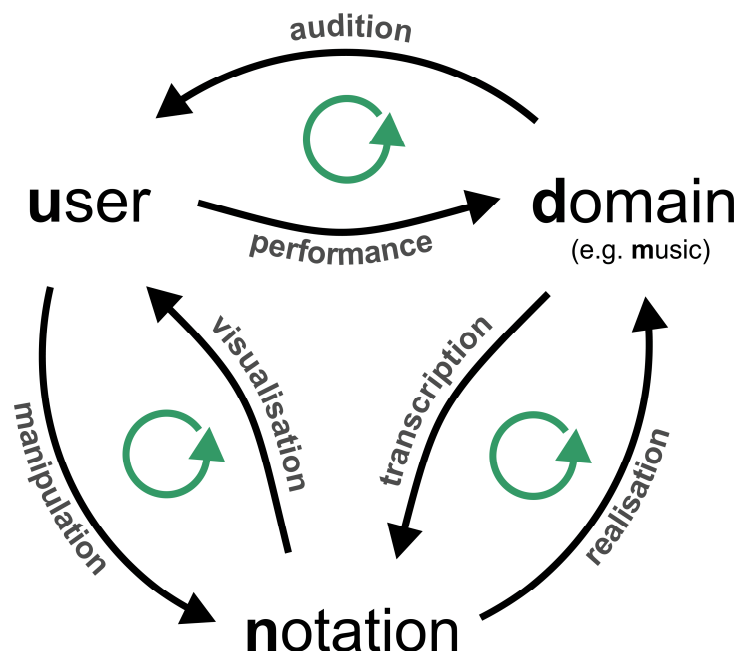 audition
user
domain
(e.g. music)
performance
visualisation
transcription
manipulation
realisation
notation